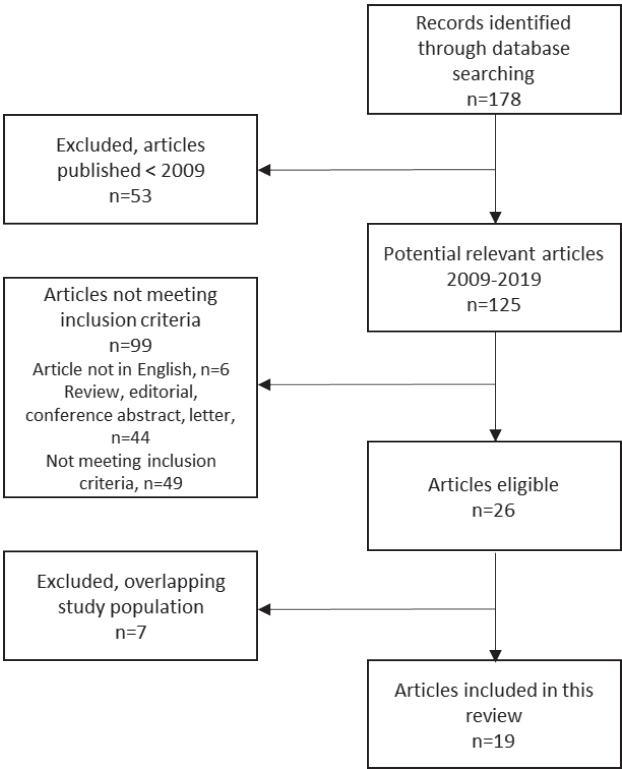 Records identified
through database
searching
n=178
Excluded, articles
published < 2009
n=53
Potential relevant articles
2009-2019
n=125
Articles not meeting
inclusion criteria
n=99
Article not in English, n=6
Review, editorial,
conference abstract, letter,
n=44
Not meeting inclusion
criteria, n=49
Articles eligible
n=26
Excluded, overlapping
study population
n=7
Articles included in this
review
n=19